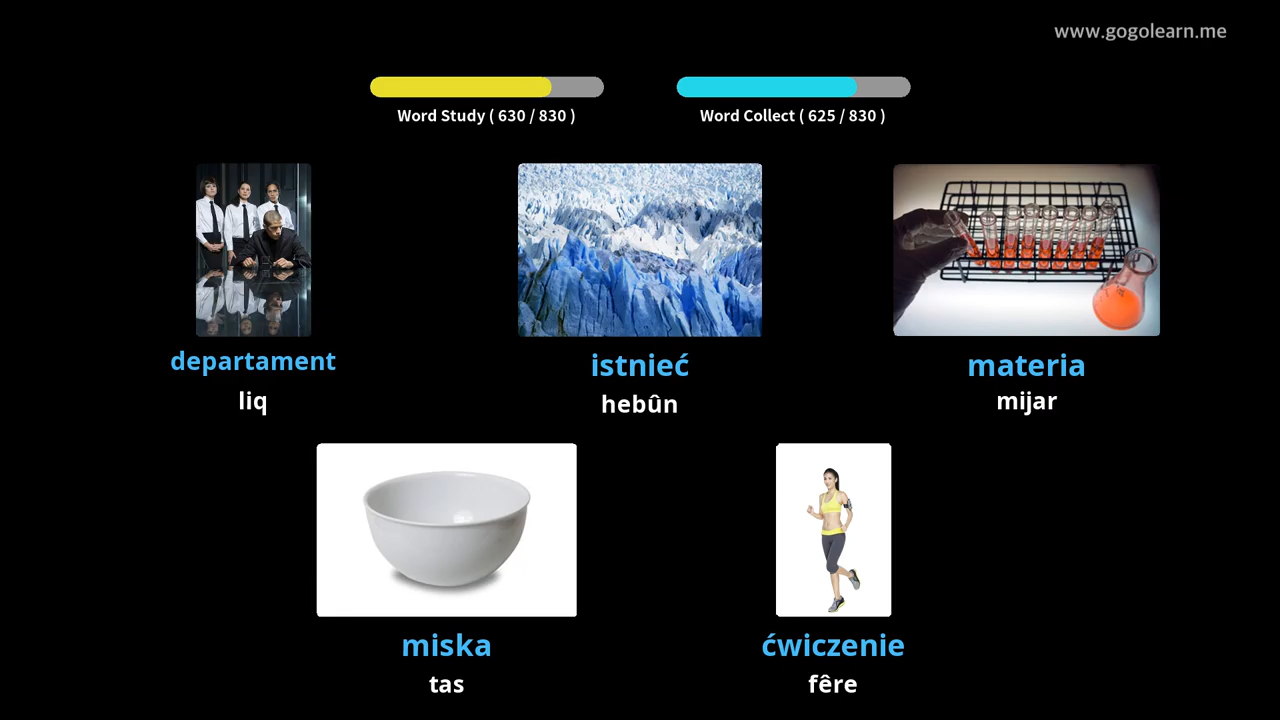 www.gogolearn.me
Word Study ( 630 / 830 )
Word Collect ( 625 / 830 )
departament
liq
istnieć
hebûn
materia
mijar
miska
tas
ćwiczenie
fêre